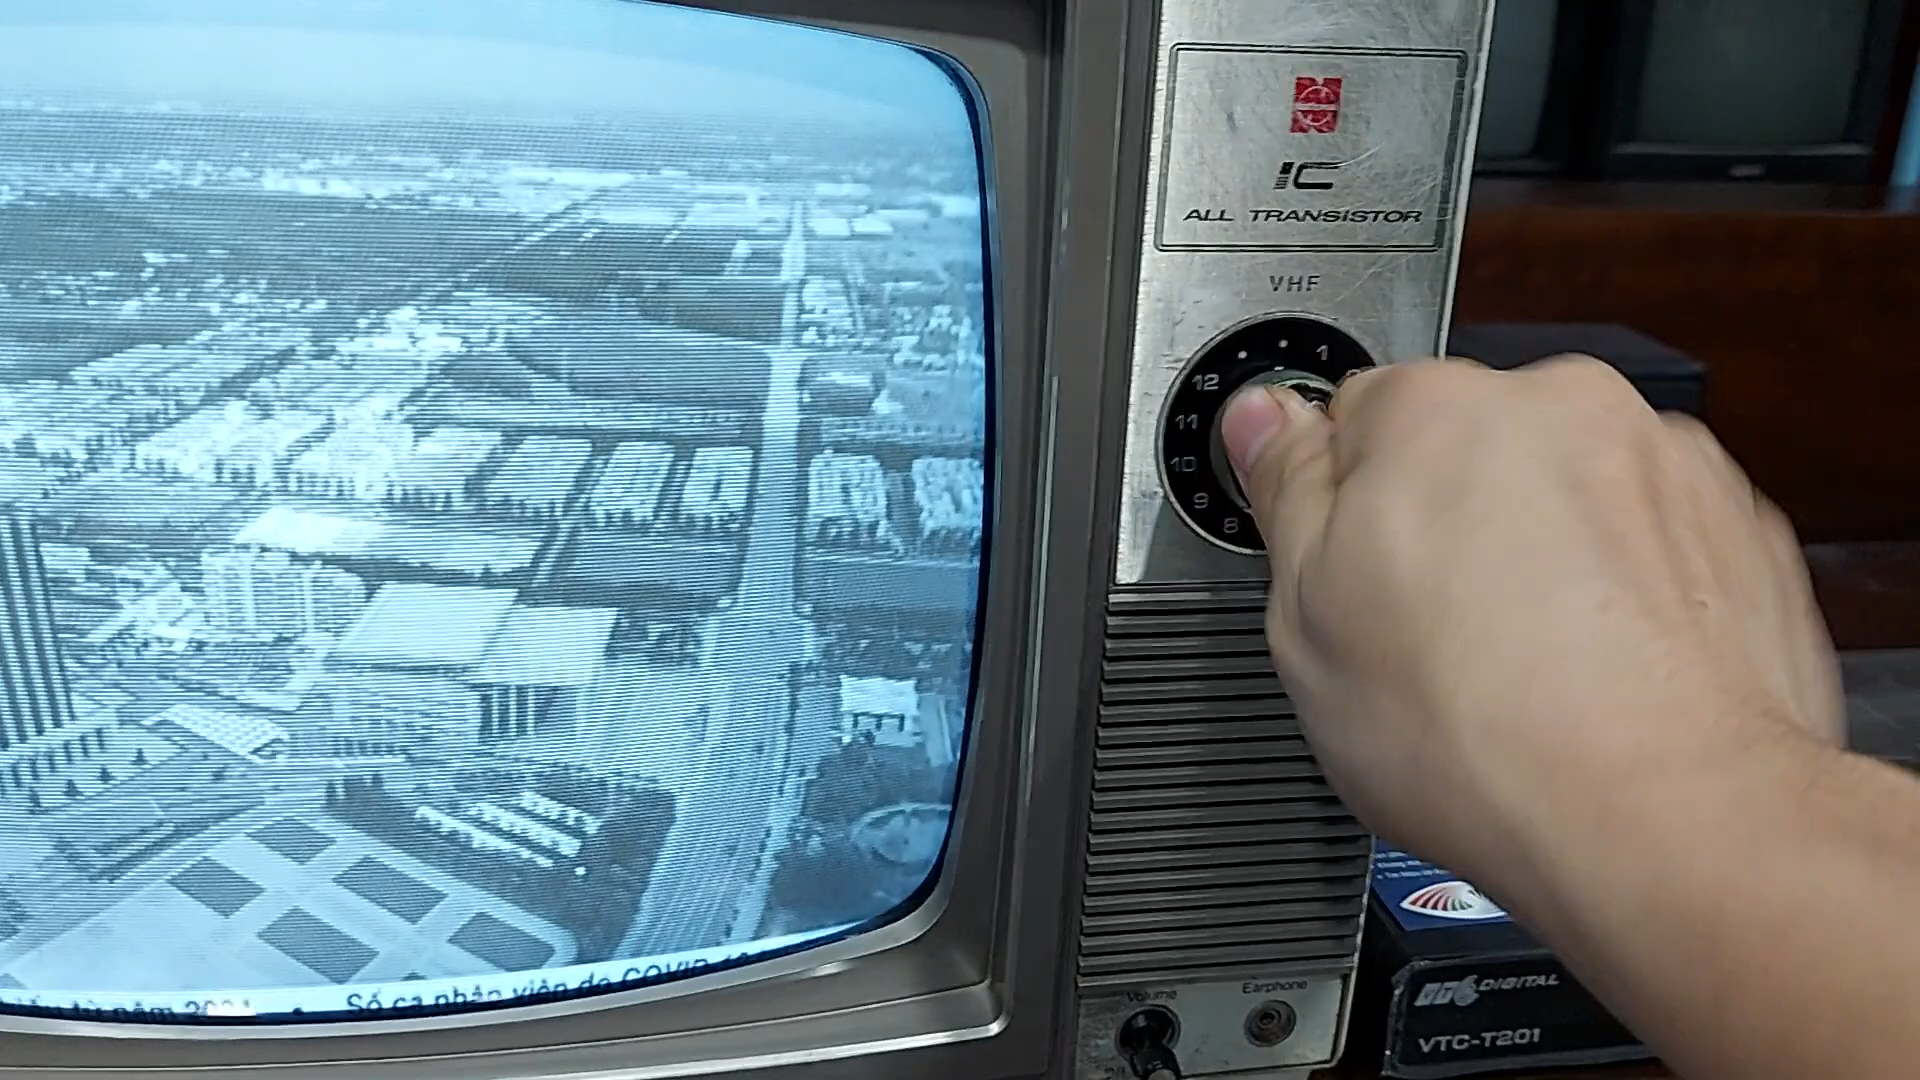 IC
ALL TRANSISTOR
VHF
1
12
11
10
9
8
Số ca nhập viện do COVID
Volume
Earphone
VTC DIGITAL
VTC-T201